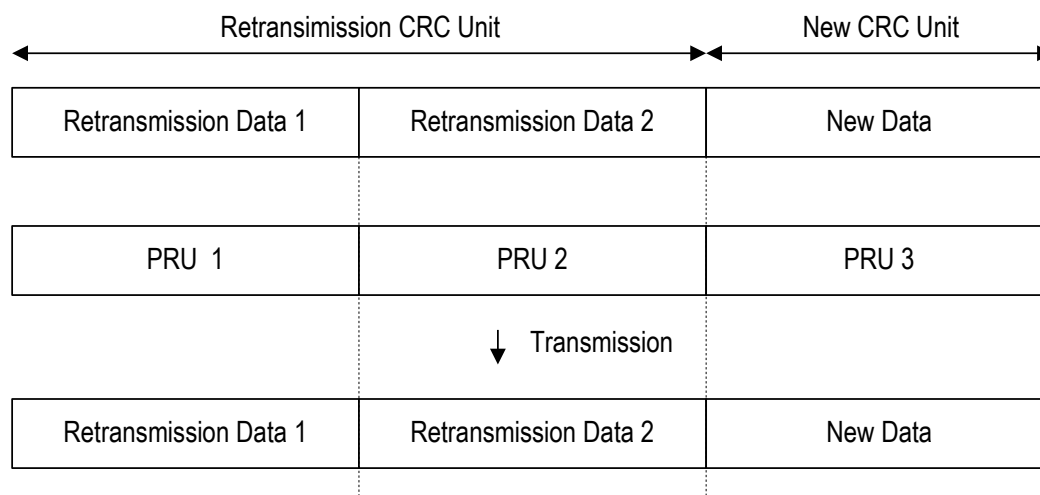 Retransimission CRC Unit New CRC Unit
Retransmission Data 1 Retransmission Data 2 New Data
PRU 1 PRU 2 PRU 3
Transmission
Retransmission Data 1 Retransmission Data 2 New Data